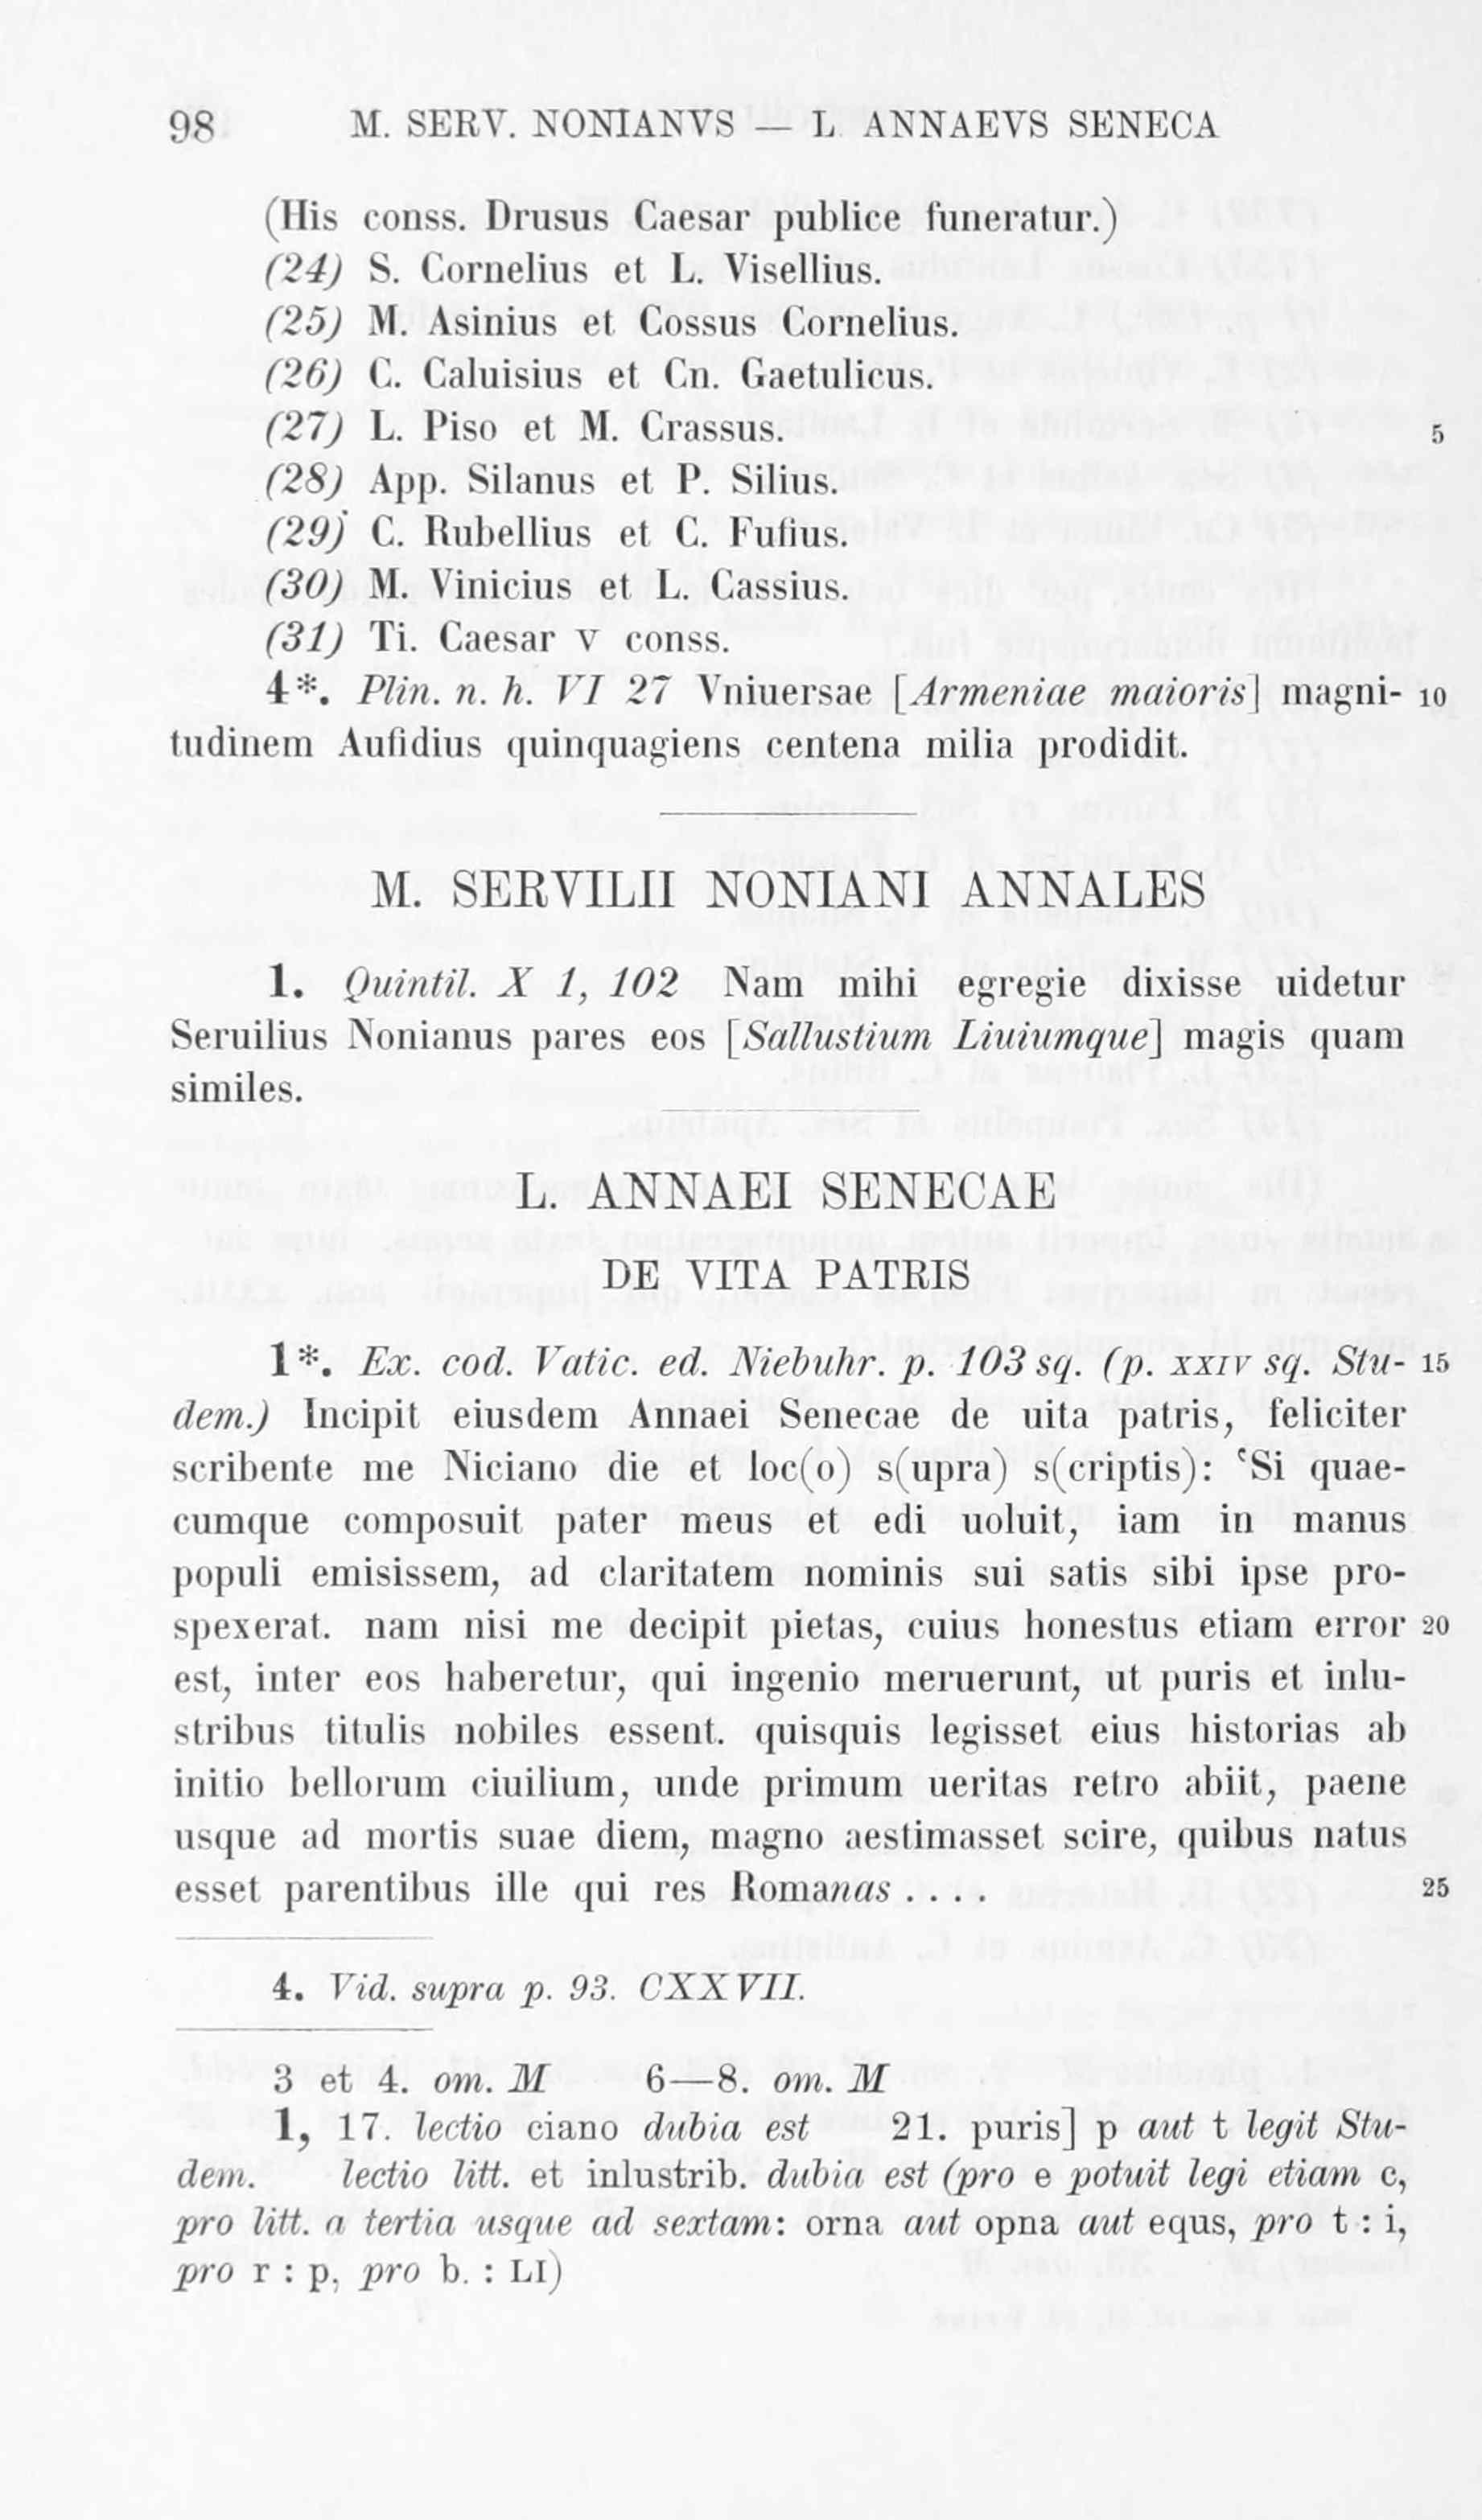 98 M. SERV. NONIANVS — L. ANNAEVS SENECA
(His conss. Drusus Caesar publice funeratur.)
(24) S. Cornelius et L. Visellius.
(25) M. Asinius et Cossus Cornelius.
(26) C. Caluisius et Cn. Gaetulicus.
(27) L. Piso et M. Crassus. 5
(28) App. Silanus et P. Silius.
(29) C. Rubellius et C. Fufius.
(30) M. Vinicius et L. Cassius.
(31) Ti. Caesar V conss.
4*. Plin. n. h. VI 27 Vniuersae [Armeniae maioris] magni- 10
tudinem Aufidius quinquagiens centena milia prodidit.
M. SERVILII NONIANI ANNALES
1. Quintil. X 1, 102 Nam mihi egregie dixisse uidetur
Seruilius Nonianus pares eos [Sallustium Liuiumque] magis quam
similes.
L. ANNAEI SENECAE
DE VITA PATRIS
1*. Ex. cod. Vatic. ed. Niebuhr. p. 103 sq. (p. XXIV sq. Stu- 15
dem.) Incipit eiusdem Annaei Senecae de uita patris, feliciter
scribente me Niciano die et loc(o) s(upra) s(criptis): ‘Si quae-
cumque composuit pater meus et edi uoluit, iam in manus
populi emisissem, ad claritatem nominis sui satis sibi ipse pro-
spexerat. nam nisi me decipit pietas, cuius honestus etiam error 20
est, inter eos haberetur, qui ingenio meruerunt, ut puris et inlu-
stribus titulis nobiles essent. quisquis legisset eius historias ab
initio bellorum ciuilium, unde primum ueritas retro abiit, paene
usque ad mortis suae diem, magno aestimasset scire, quibus natus
esset parentibus ille qui res Romanas . . . . 25
4. Vid. supra p. 93. CXXVII.
3 et 4. om. M 6—8. om. M
1, 17. lectio ciano dubia est 21. puris] p aut t legit Stu-
dem. lectio litt. et inlustrib. dubia est (pro e potuit legi etiam c,
pro litt. a tertia usque ad sextam: orna aut opna aut equs, pro t : i,
pro r : p, pro b. : LI)